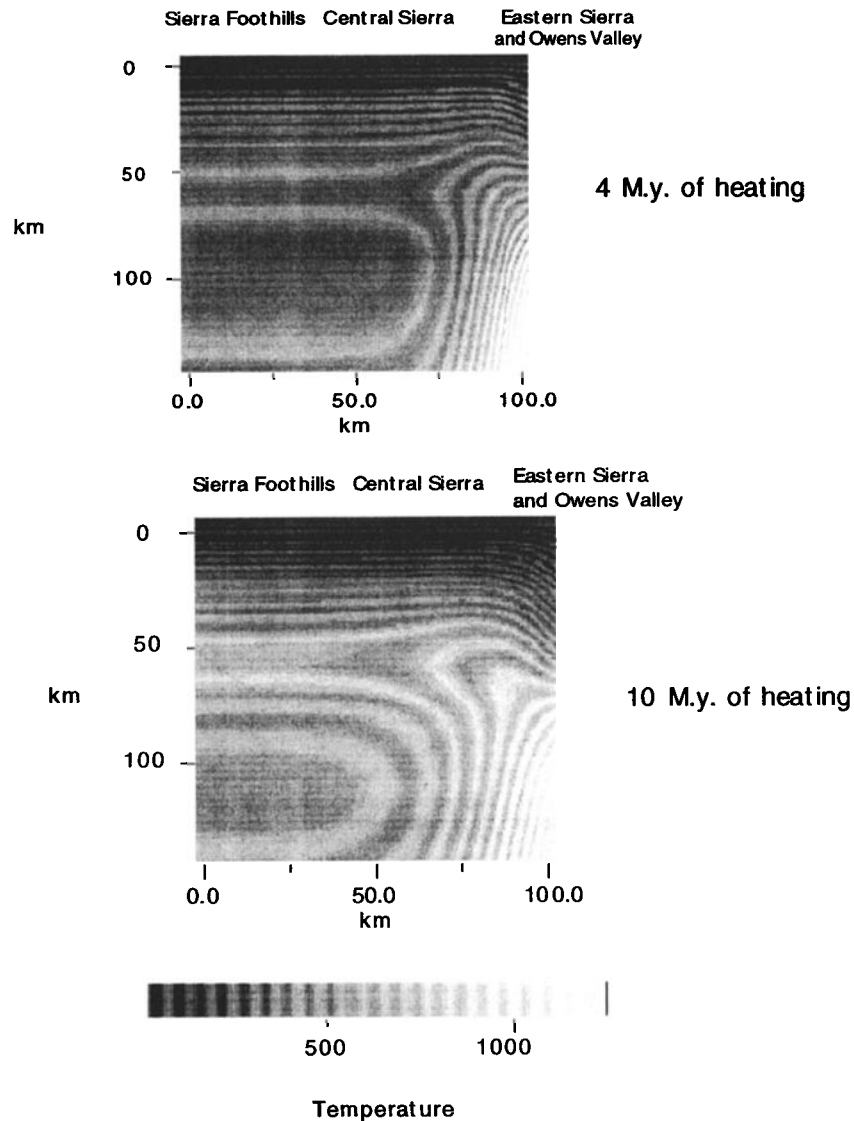 Sierra Foothills Central Sierra Eastern Sierra
and Owens Valley
0
50
100
km
4 M.y. of heating
0.0 50.0 100.0
km
Sierra Foothills Central Sierra Eastern Sierra
and Owens Valley
0
50
100
km
10 M.y. of heating
0.0 50.0 100.0
km
500 1000
Temperature